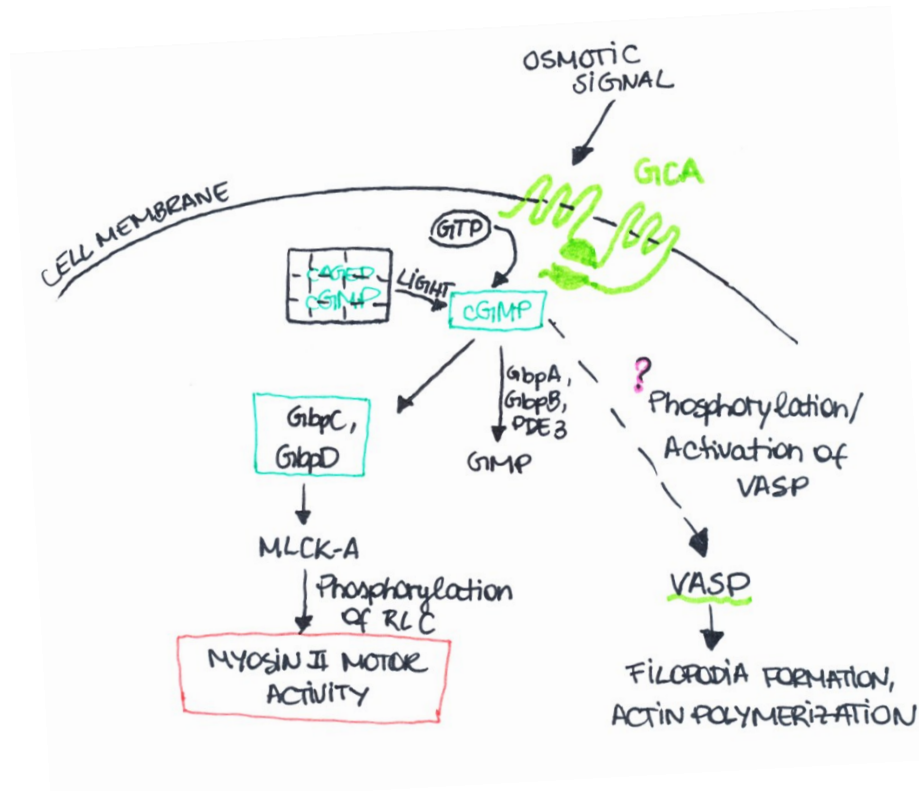 OSMOTIC
SIGNAL
GCA
CELL MEMBRANE
GTP
CAGED
cGMP
LIGHT
cGMP
GbpA,
GbpB,
PDE3
GMP
?
Phosphorylation/
Activation of
VASP
GbpC,
GbpD
MLCK-A
Phosphorylation
of RLC
MYOSIN II MOTOR
ACTIVITY
VASP
FILOPODIA FORMATION,
ACTIN POLYMERIZATION